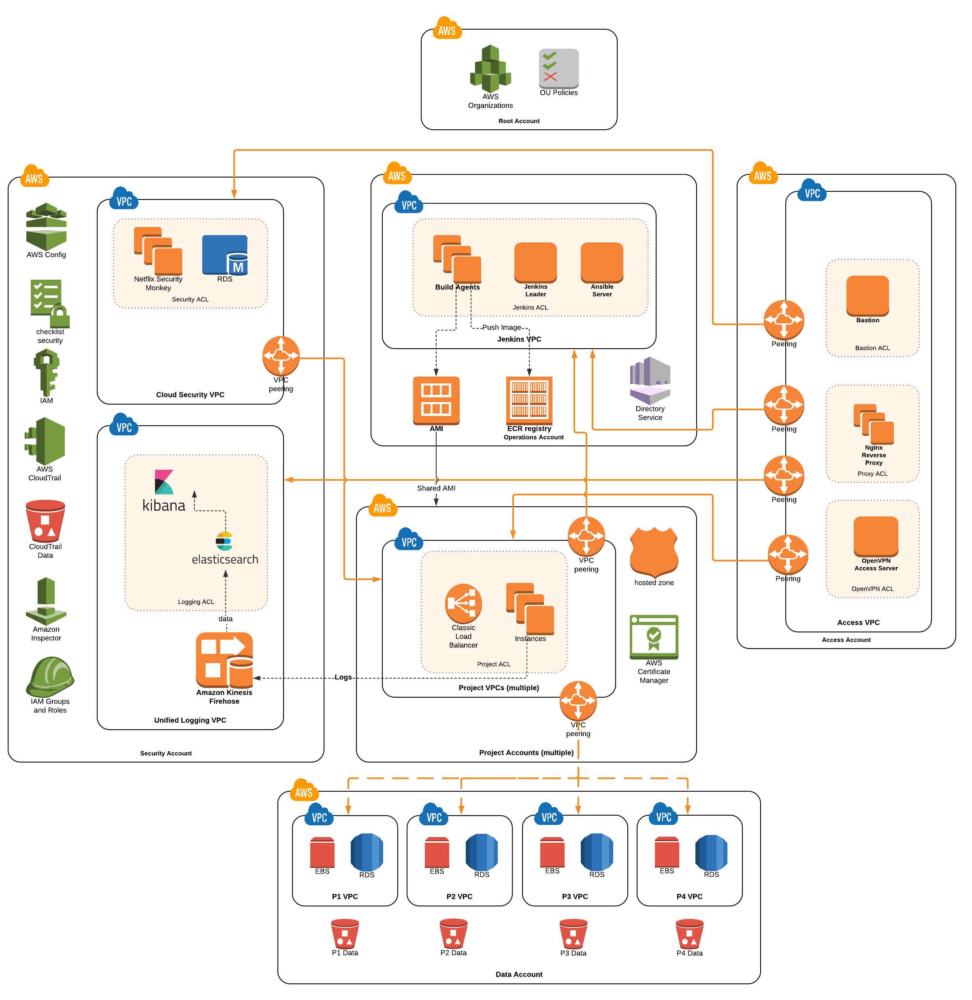 AWS
AWS
Organizations
OU Policies
Root Account
AWS
AWS Config
checklist
security
IAM
AWS
CloudTrail
CloudTrail
Data
Amazon
Inspector
IAM Groups
and Roles
VPC
Netflix Security
Monkey
M
RDS
Security ACL
VPC
peering
Cloud Security VPC
VPC
kibana
elasticsearch
Logging ACL
data
Amazon Kinesis
Firehose
Unified Logging VPC
Security Account
AWS
VPC
Build Agents
Jenkins
Leader
Ansible
Server
Jenkins ACL
Push Image
Jenkins VPC
AMI
ECR registry
Directory
Service
Operations Account
Shared AMI
AWS
VPC
VPC
peering
hosted zone
Classic
Load
Balancer
Instances
Project ACL
AWS
Certificate
Manager
Logs
Project VPCs (multiple)
VPC
peering
Project Accounts (multiple)
AWS
VPC
Bastion
Peering
Bastion ACL
Peering
Nginx
Reverse
Proxy
Proxy ACL
Peering
OpenVPN
Access Server
Peering
OpenVPN ACL
Access VPC
Access Account
AWS
VPC
EBS
RDS
P1 VPC
VPC
EBS
RDS
P2 VPC
VPC
EBS
RDS
P3 VPC
VPC
EBS
RDS
P4 VPC
P1 Data
P2 Data
P3 Data
P4 Data
Data Account